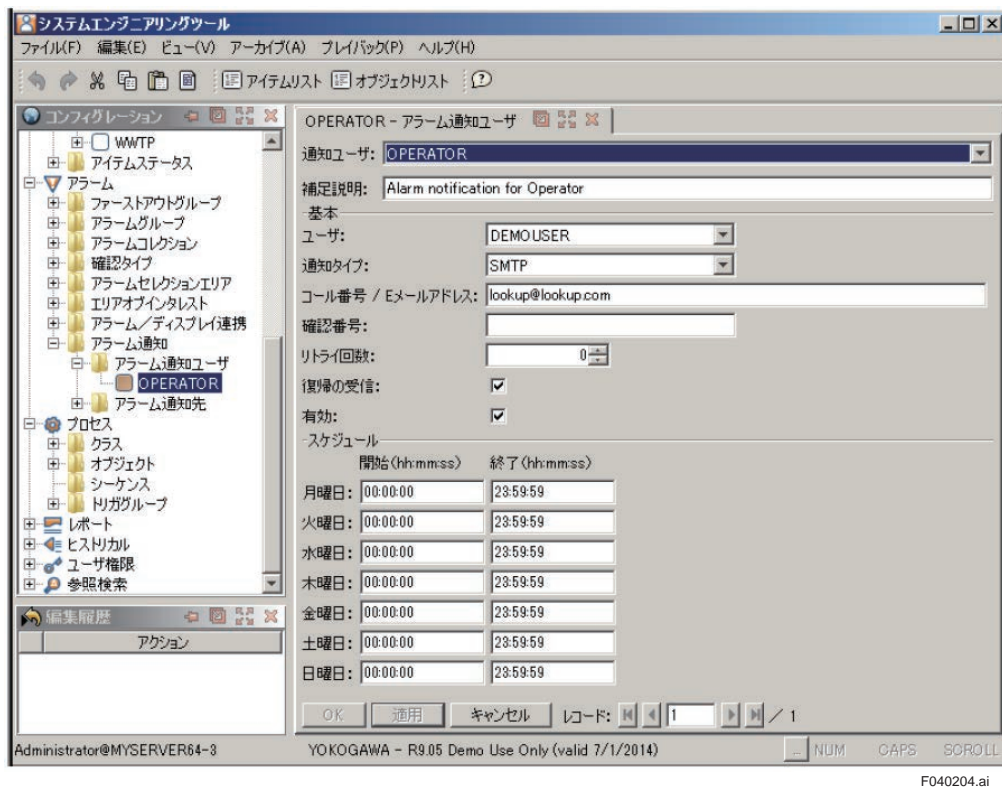 システムエンジニアリングツール
ファイル(F) 編集(E) ビュー(V) アーカイブ(A) プレイバック(P) ヘルプ(H)
アイテムリスト オブジェクトリスト
コンフィグレーション
WWTP
アイテムステータス
アラーム
ファーストアウトグループ
アラームグループ
アラームコレクション
確認タイプ
アラームセレクションエリア
エリアオブインタレスト
アラーム/ディスプレイ連携
アラーム通知
アラーム通知ユーザ
OPERATOR
アラーム通知先
プロセス
クラス
オブジェクト
シーケンス
トリガグループ
レポート
ヒストリカル
ユーザ権限
参照検索
編集履歴
アクション
OPERATOR - アラーム通知ユーザ
通知ユーザ: OPERATOR
補足説明: Alarm notification for Operator
基本
ユーザ: DEMOUSER
通知タイプ: SMTP
コール番号 / Eメールアドレス: lookup@lookup.com
確認番号:
リトライ回数: 0
復帰の受信:
有効:
スケジュール
開始(hh:mm:ss) 終了(hh:mm:ss)
月曜日: 00:00:00 23:59:59
火曜日: 00:00:00 23:59:59
水曜日: 00:00:00 23:59:59
木曜日: 00:00:00 23:59:59
金曜日: 00:00:00 23:59:59
土曜日: 00:00:00 23:59:59
日曜日: 00:00:00 23:59:59
OK 適用 キャンセル レコード: 1 / 1
Administrator@MYSERVER64-3 YOKOGAWA - R9.05 Demo Use Only (valid 7/1/2014) ... NUM CAPS SCROLL
F040204.ai